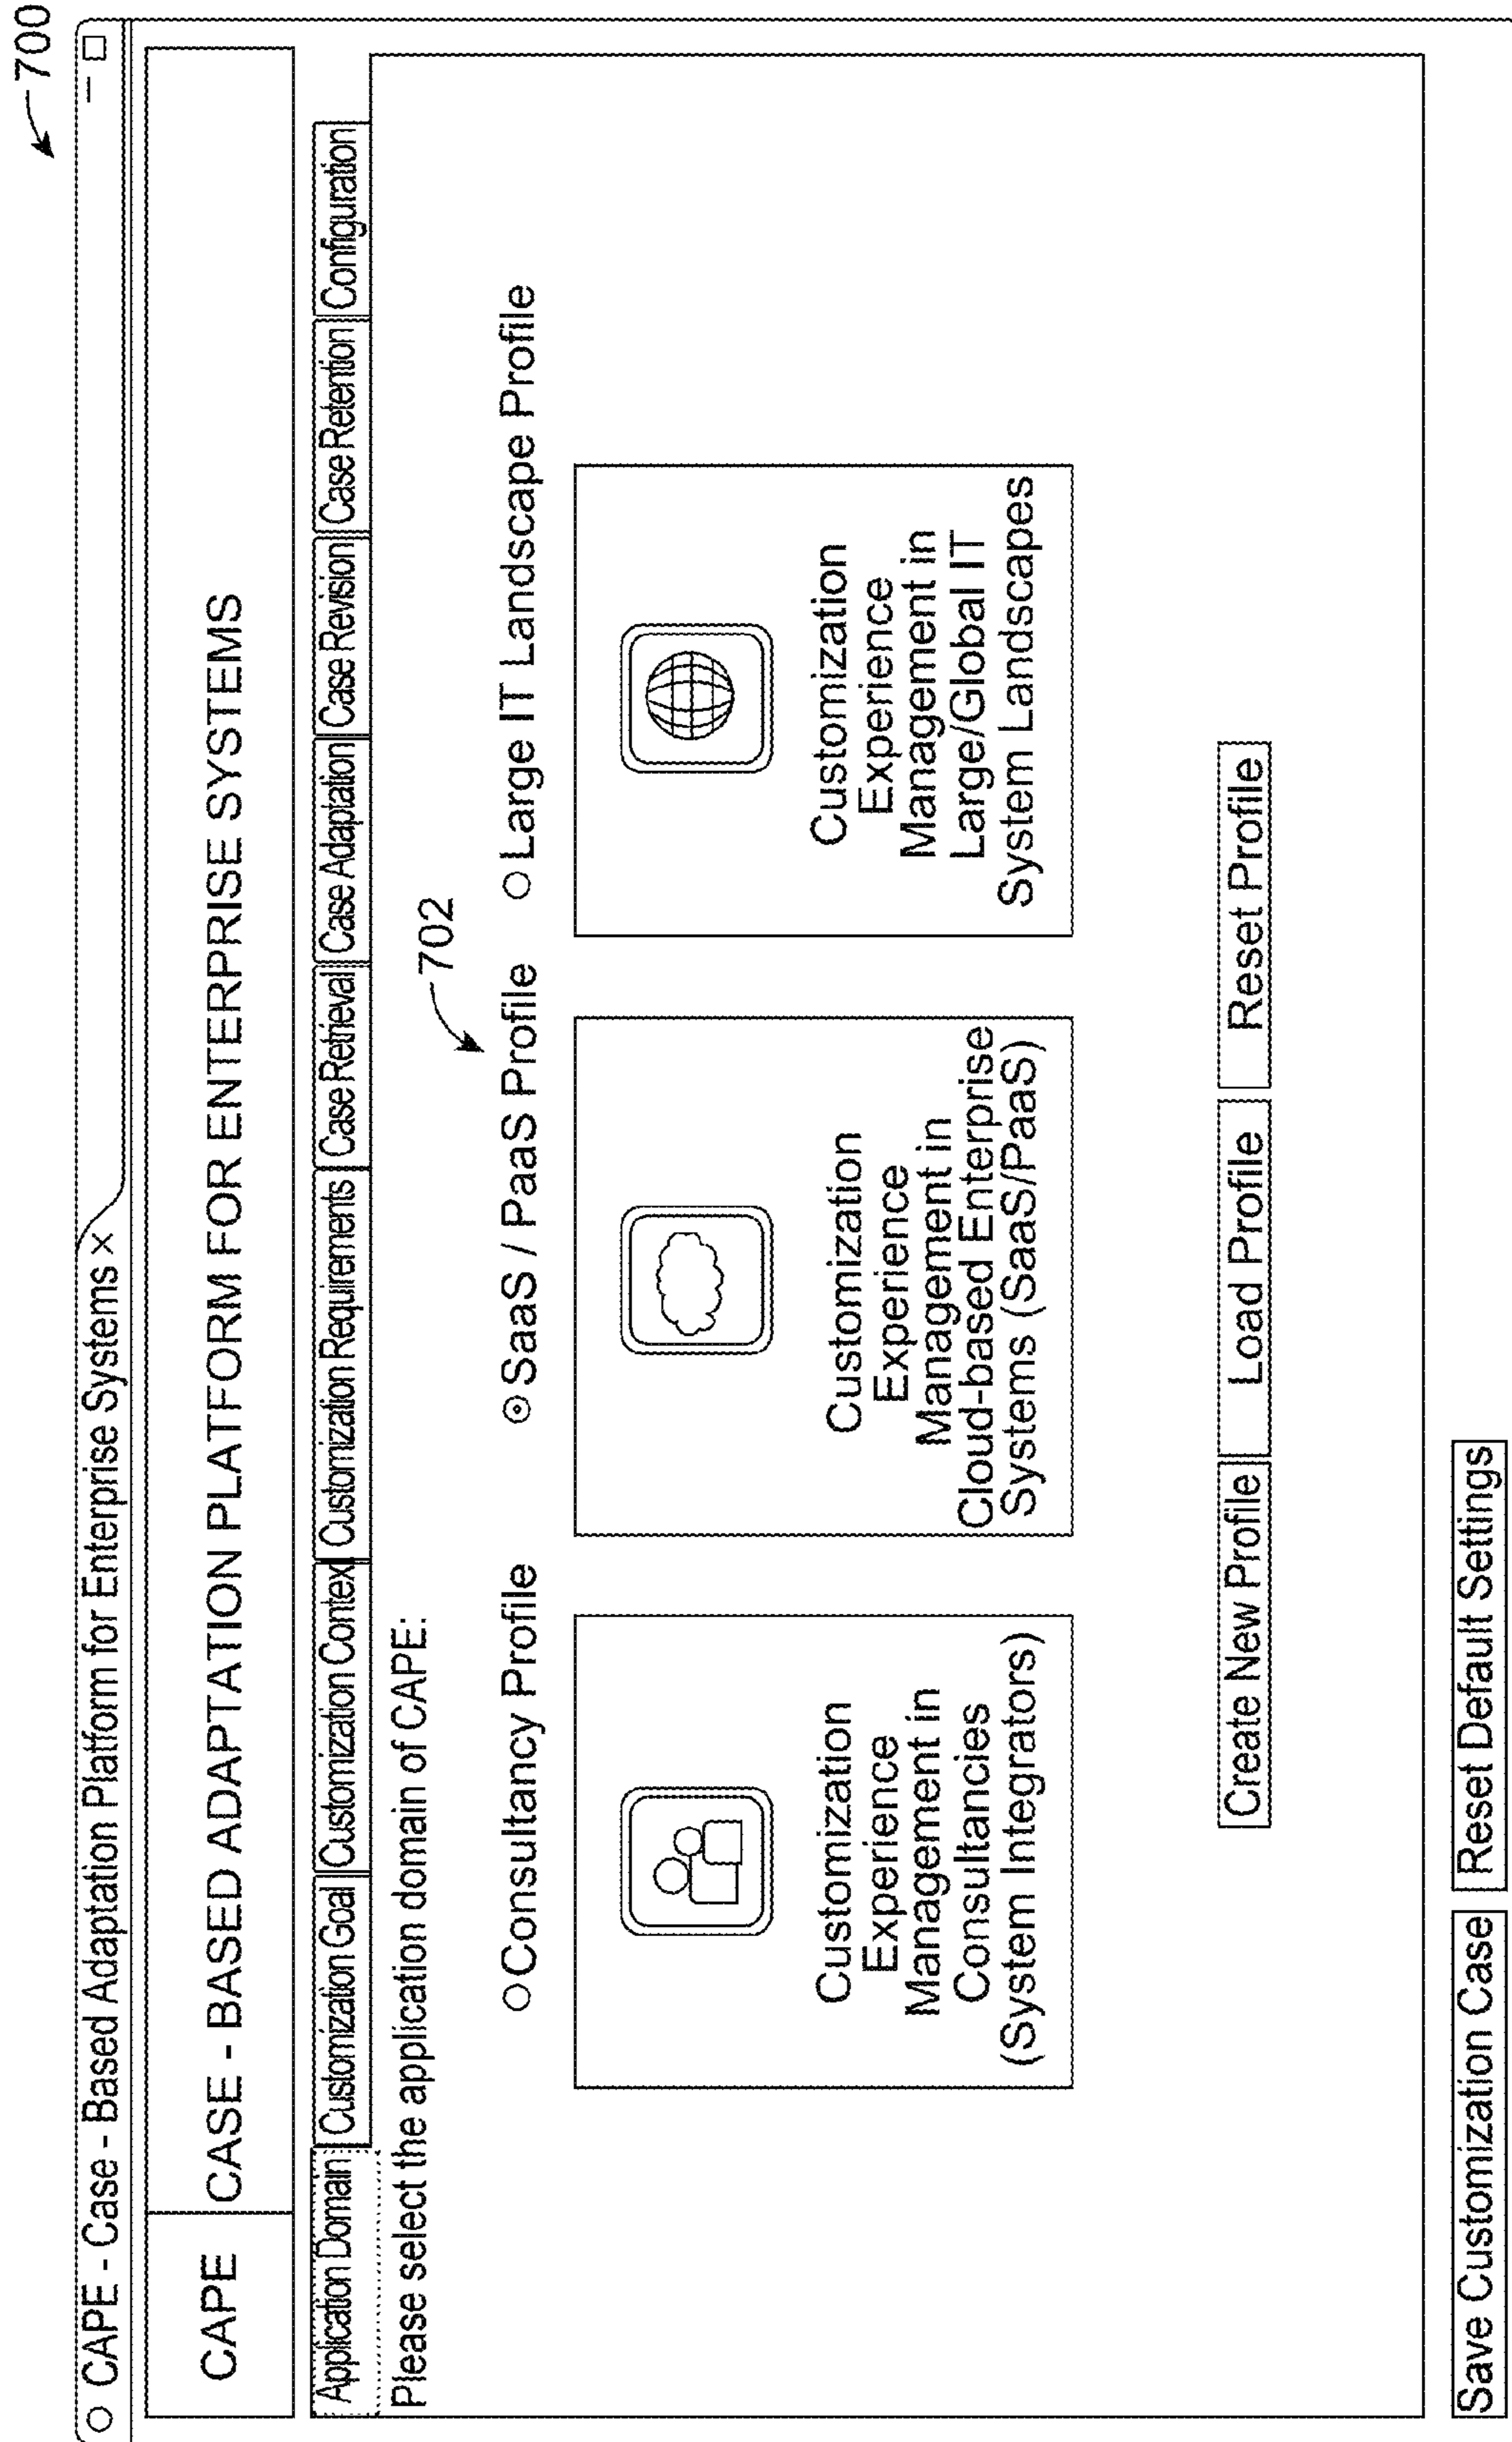 700
CAPE - Case - Based Adaptation Platform for Enterprise Systems ×
CAPE
CASE - BASED ADAPTATION PLATFORM FOR ENTERPRISE SYSTEMS
Application Domain
Customization Goal
Customization Context
Customization Requirements
Case Retrieval
Case Adaptation
Case Revision
Case Retention
Configuration
Please select the application domain of CAPE:
702
Consultancy Profile
SaaS / PaaS Profile
Large IT Landscape Profile
Customization
Experience
Management in
Consultancies
(System Integrators)
Customization
Experience
Management in
Cloud-based Enterprise
Systems (SaaS/PaaS)
Customization
Experience
Management in
Large/Global IT
System Landscapes
Create New Profile
Load Profile
Reset Profile
Save Customization Case
Reset Default Settings